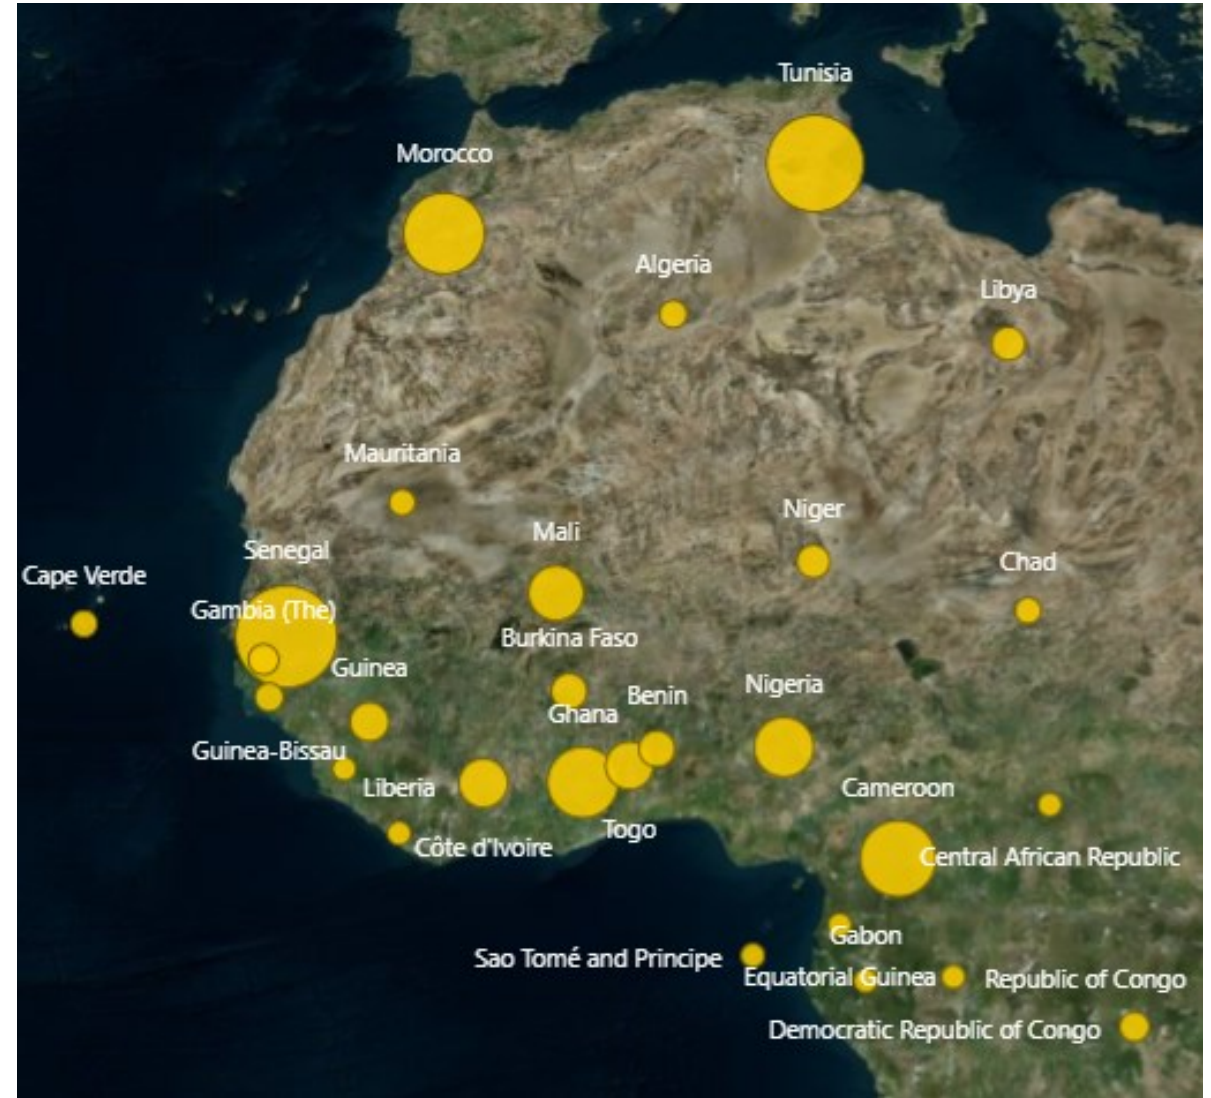 Tunisia
Morocco
Algeria
Libya
Mauritania
Niger
Mali
Senegal
Chad
Cape Verde
Gambia (The)
Burkina Faso
Guinea
Nigeria
Benin
Ghana
Guinea-Bissau
Liberia
Cameroon
Togo
Côte d'Ivoire
Central African Republic
Gabon
Sao Tomé and Principe
Equatorial Guinea
Republic of Congo
Democratic Republic of Congo